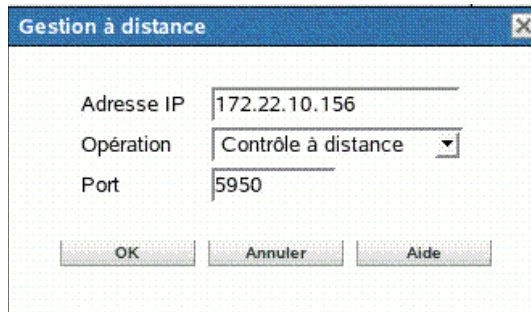 Gestion à distance
Adresse IP 172.22.10.156
Opération Contrôle à distance
Port 5950
OK Annuler Aide